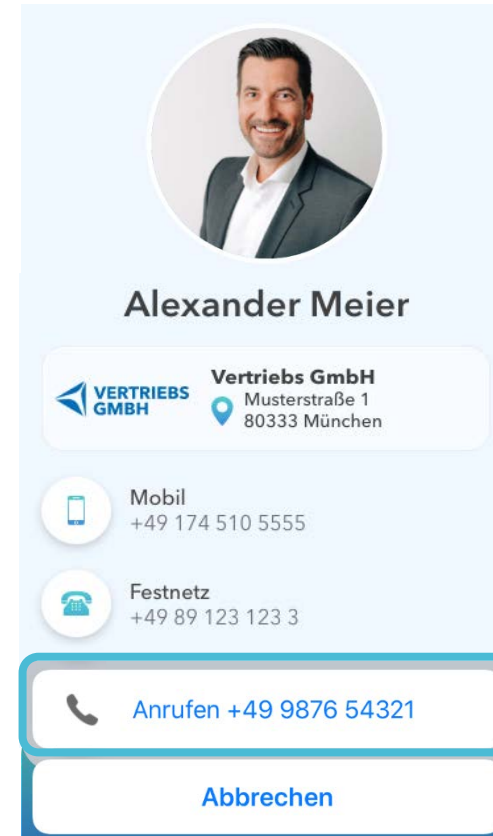 Alexander Meier
VERTRIEBS
GMBH
Vertriebs GmbH
Musterstraße 1
80333 München
Mobil
+49 174 510 5555
Festnetz
+49 89 123 123 3
Anrufen +49 9876 54321
Abbrechen